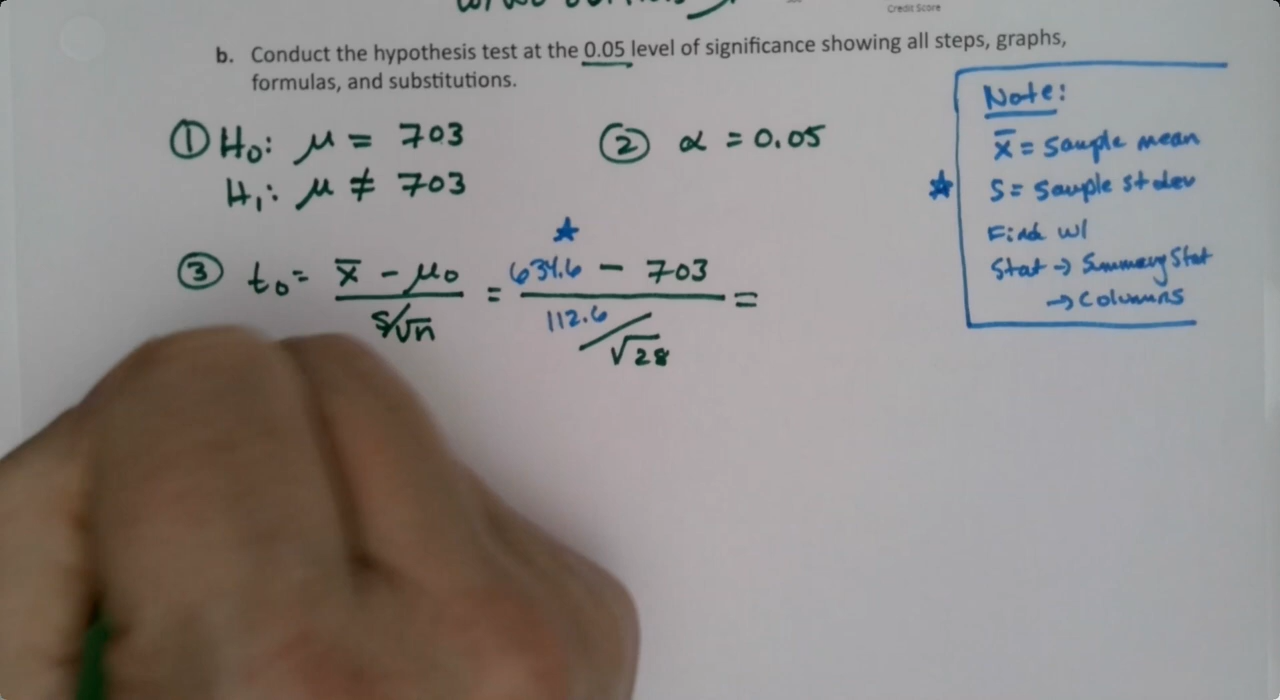 Credit Score
b. Conduct the hypothesis test at the 0.05 level of significance showing all steps, graphs,
formulas, and substitutions.
① H₀: μ = 703
H₁: μ ≠ 703
② α = 0.05
③ t₀ = x̄ - μ₀ / s/√n = 634.6 - 703 / 112.6/√28 =
Note:
x̄ = sample mean
s = sample st dev
Find w/
Stat → Summary Stat
→ Columns